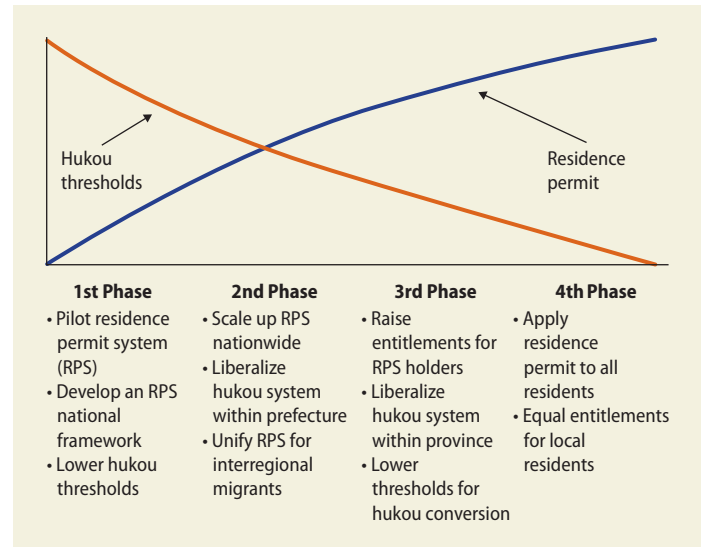 Hukou
thresholds
Residence
permit
1st Phase
• Pilot residence
permit system
(RPS)
• Develop an RPS
national
framework
• Lower hukou
thresholds
2nd Phase
• Scale up RPS
nationwide
• Liberalize
hukou system
within prefecture
• Unify RPS for
interregional
migrants
3rd Phase
• Raise
entitlements for
RPS holders
• Liberalize
hukou system
within province
• Lower
thresholds for
hukou conversion
4th Phase
• Apply
residence
permit to all
residents
• Equal entitlements
for local
residents